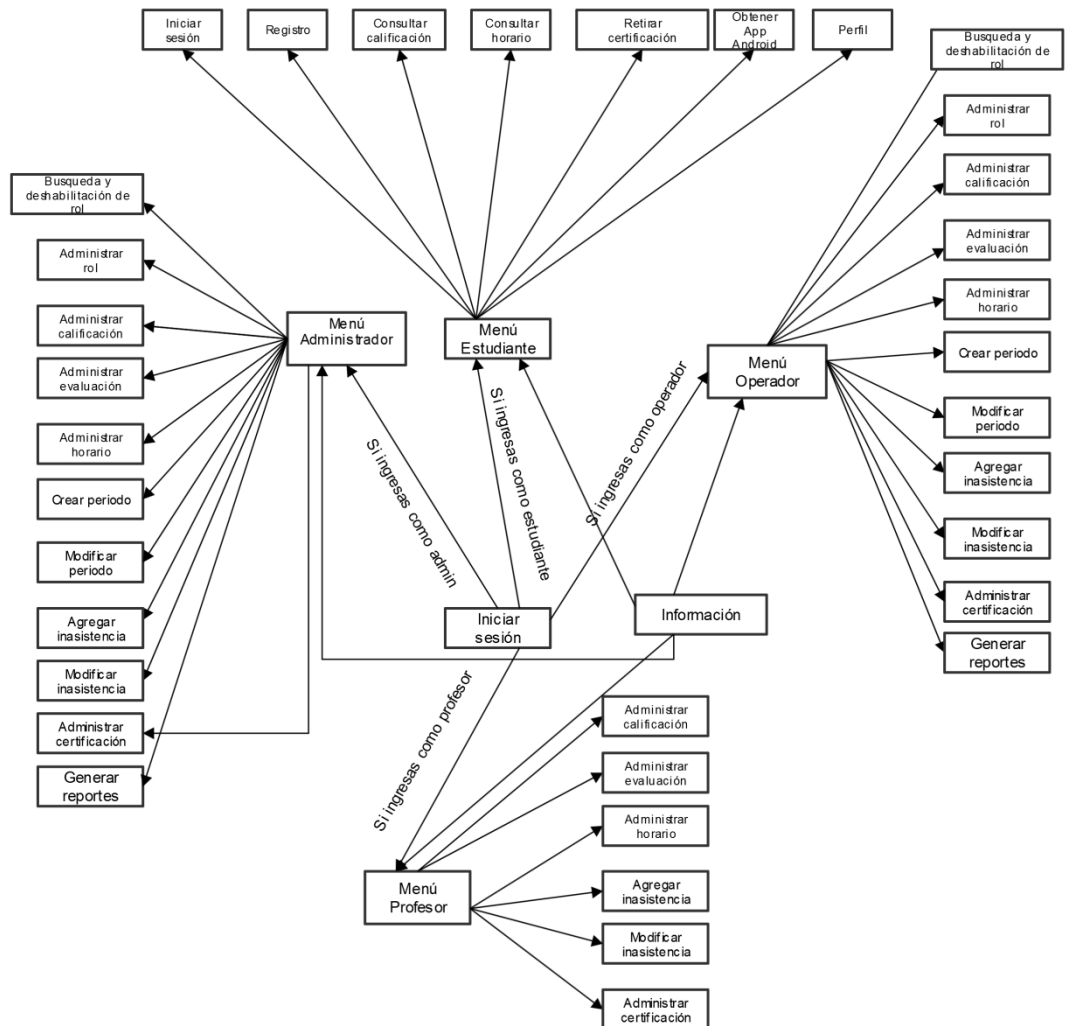 Iniciar
sesión
Registro
Consultar
calificación
Consultar
horario
Retirar
certificación
Obtener
App
Android
Perfil
Busqueda y
deshabilitación de
rol
Administrar
rol
Administrar
calificación
Administrar
evaluación
Administrar
horario
Crear periodo
Modificar
periodo
Agregar
inasistencia
Modificar
inasistencia
Administrar
certificación
Generar
reportes
Busqueda y
deshabilitación de
rol
Administrar
rol
Administrar
calificación
Administrar
evaluación
Administrar
horario
Crear periodo
Modificar
periodo
Agregar
inasistencia
Modificar
inasistencia
Administrar
certificación
Generar
reportes
Menú
Administrador
Menú
Estudiante
Menú
Operador
Si ingresas como admin
Si ingresas como estudiante
Si ingresas como operador
Iniciar
sesión
Información
Si ingresas como profesor
Menú
Profesor
Administrar
calificación
Administrar
evaluación
Administrar
horario
Agregar
inasistencia
Modificar
inasistencia
Administrar
certificación